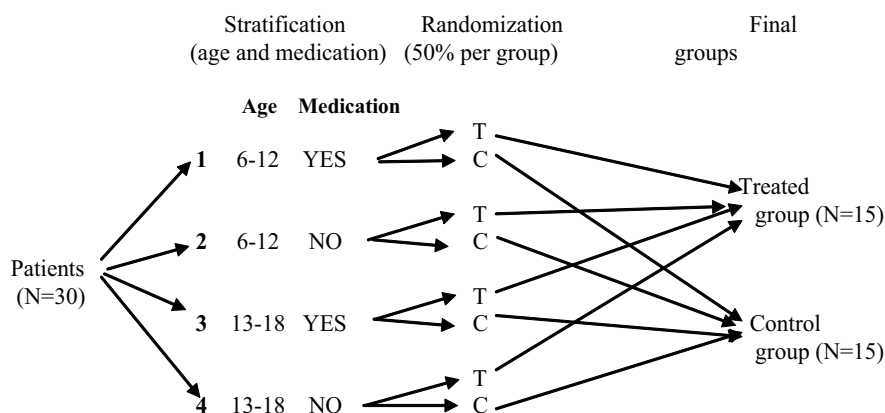 Stratification Randomization Final
(age and medication) (50% per group) groups
Age Medication
T
1 6-12 YES C
Treated
T group (N=15)
2 6-12 NO C
Patients
(N=30)
T
3 13-18 YES C Control
group (N=15)
T
4 13-18 NO C